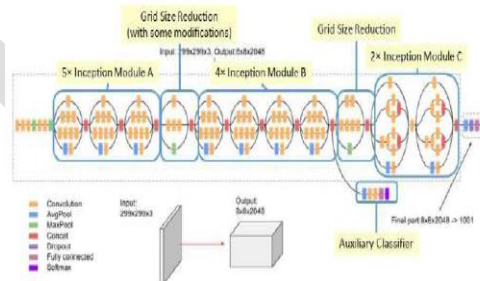 Grid Size Reduction
(with some modifications)
Grid Size Reduction
Input: 299x299x3, Output:8x8x2048
2× Inception Module C
5× Inception Module A
4× Inception Module B
Convolution
AvgPool
MaxPool
Concat
Dropout
Fully connected
Softmax
Input:
299x299x3
Output:
8x8x2048
Final part:8x8x2048 -> 1001
Auxiliary Classifier